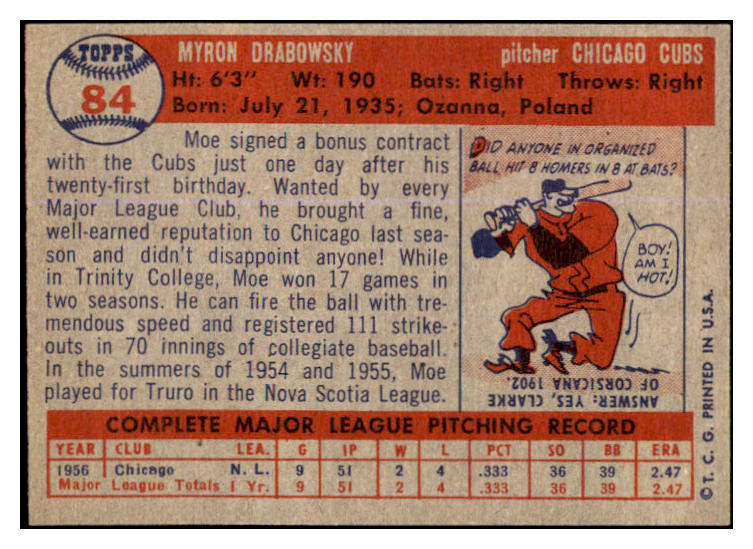 TOPPS
84
MYRON DRABOWSKY pitcher CHICAGO CUBS
Ht: 6'3" Wt: 190 Bats: Right Throws: Right
Born: July 21, 1935; Ozanna, Poland
Moe signed a bonus contract
with the Cubs just one day after his
twenty-first birthday. Wanted by every
Major League Club, he brought a fine,
well-earned reputation to Chicago last sea-
son and didn't disappoint anyone! While
in Trinity College, Moe won 17 games in
two seasons. He can fire the ball with tre-
mendous speed and registered 111 strike-
outs in 70 innings of collegiate baseball.
In the summers of 1954 and 1955, Moe
played for Truro in the Nova Scotia League.
DID ANYONE IN ORGANIZED
BALL HIT 8 HOMERS IN 8 AT BATS?
BOY!
AM I
HOT!
ANSWER: YES, CLARKE
OF CORSICANA 1902.
COMPLETE MAJOR LEAGUE PITCHING RECORD
YEAR CLUB LEA. G IP W L PCT SO BB ERA
1956 Chicago N. L. 9 51 2 4 .333 36 39 2.47
Major League Totals 1 Yr. 9 51 2 4 .333 36 39 2.47
©T. C. G. PRINTED IN U.S.A.